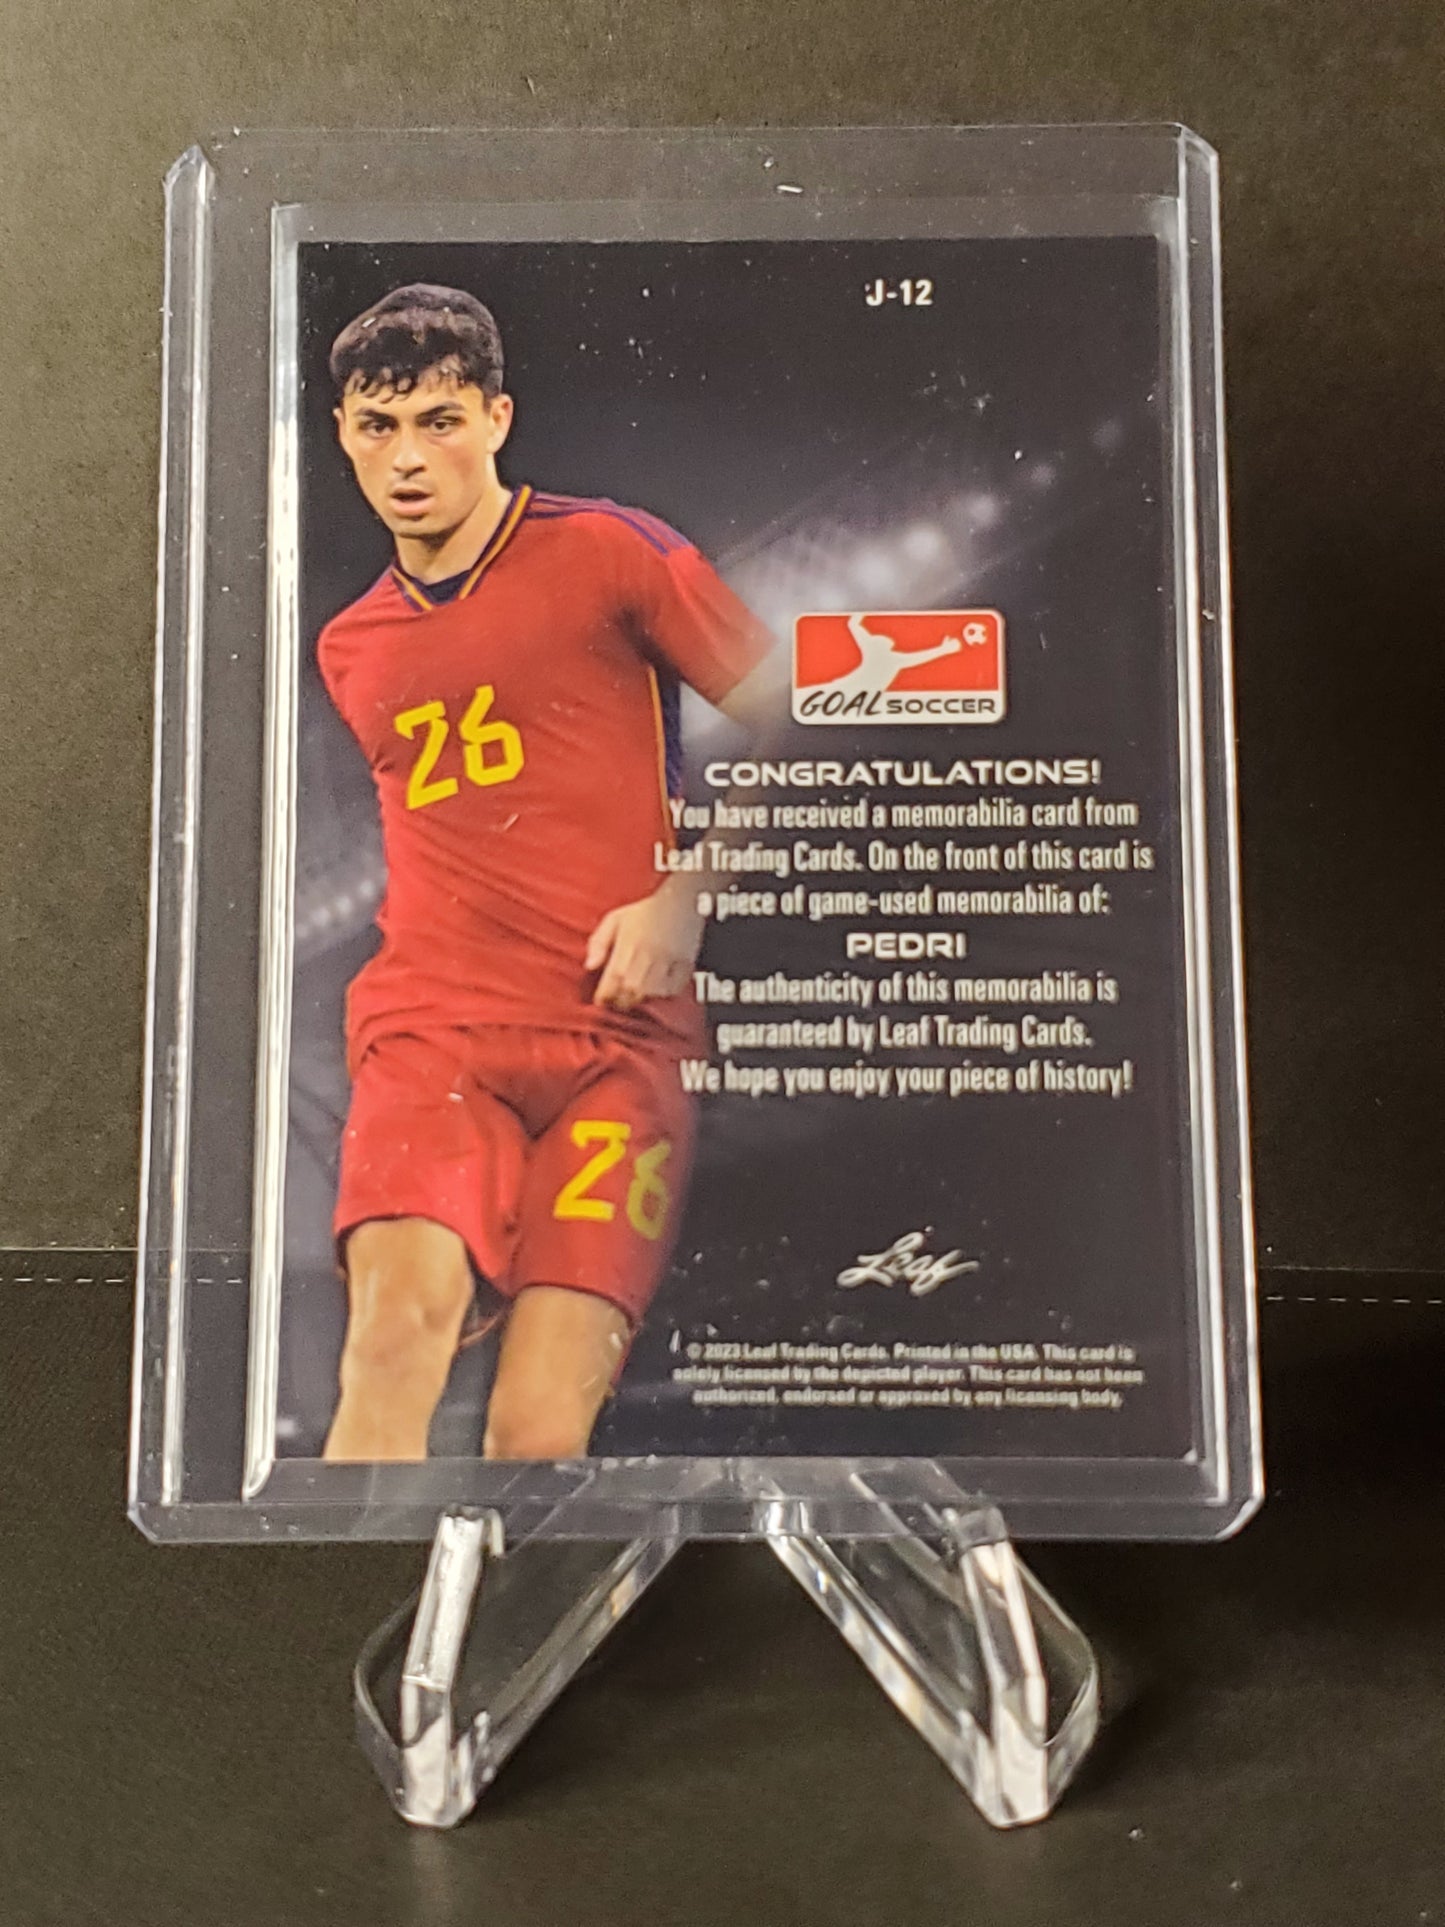 J-12
26
GOAL SOCCER
CONGRATULATIONS!
You have received a memorabilia card from
Leaf Trading Cards. On the front of this card is
a piece of game-used memorabilia of:
PEDRI
The authenticity of this memorabilia is
guaranteed by Leaf Trading Cards.
We hope you enjoy your piece of history!
26
Leaf
© 2023 Leaf Trading Cards. Printed in the USA. This card is
solely licensed by the depicted player. This card has not been
authorized, endorsed or approved by any licensing body.